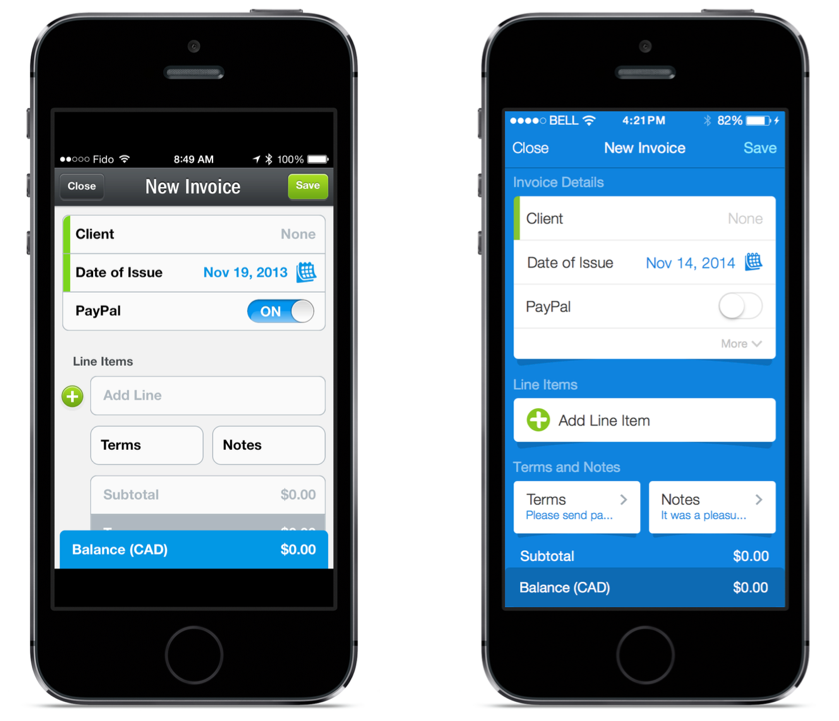 Fido 8:49 AM 100%
Close New Invoice Save
Client None
Date of Issue Nov 19, 2013
PayPal ON
Line Items
Add Line
Terms Notes
Subtotal $0.00
Balance (CAD) $0.00
BELL 4:21PM 82%
Close New Invoice Save
Invoice Details
Client None
Date of Issue Nov 14, 2014
PayPal
More
Line Items
Add Line Item
Terms and Notes
Terms Notes
Please send pa... It was a pleasu...
Subtotal $0.00
Balance (CAD) $0.00